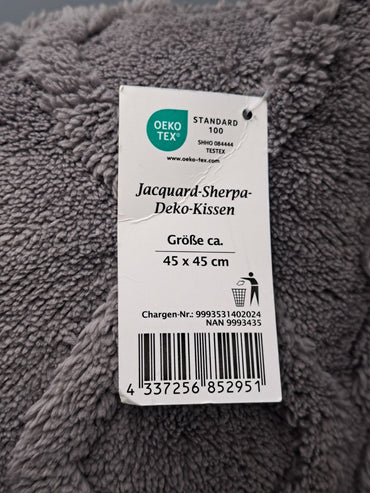 OEKO
TEX®
STANDARD
100
SHHO 084444
TESTEX
www.oeko-tex.com
Jacquard-Sherpa-
Deko-Kissen
Größe ca.
45 x 45 cm
Chargen-Nr.: 9993531402024
NAN 9993435
4 337256 852951